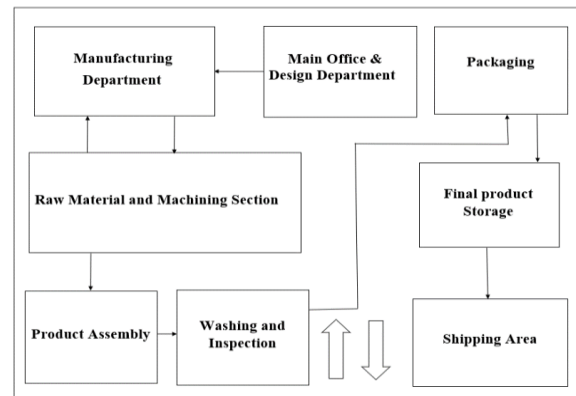 Manufacturing
Department
Main Office &
Design Department
Packaging
Raw Material and Machining Section
Final product
Storage
Product Assembly
Washing and
Inspection
Shipping Area